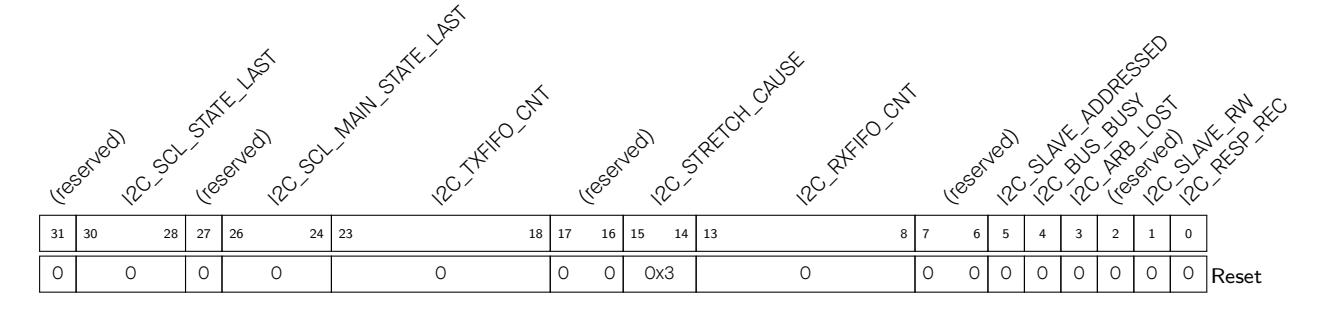 (reserved) I2C_SCL_STATE_LAST (reserved) I2C_SCL_MAIN_STATE_LAST I2C_TXFIFO_CNT (reserved) I2C_STRETCH_CAUSE I2C_RXFIFO_CNT (reserved) I2C_SLAVE_ADDRESSED I2C_BUS_BUSY I2C_ARB_LOST (reserved) I2C_SLAVE_RW I2C_RESP_REC
31 30 28 27 26 24 23 18 17 16 15 14 13 8 7 6 5 4 3 2 1 0
0 0 0 0 0 0 0 0x3 0 0 0 0 0 0 0 0 0 Reset